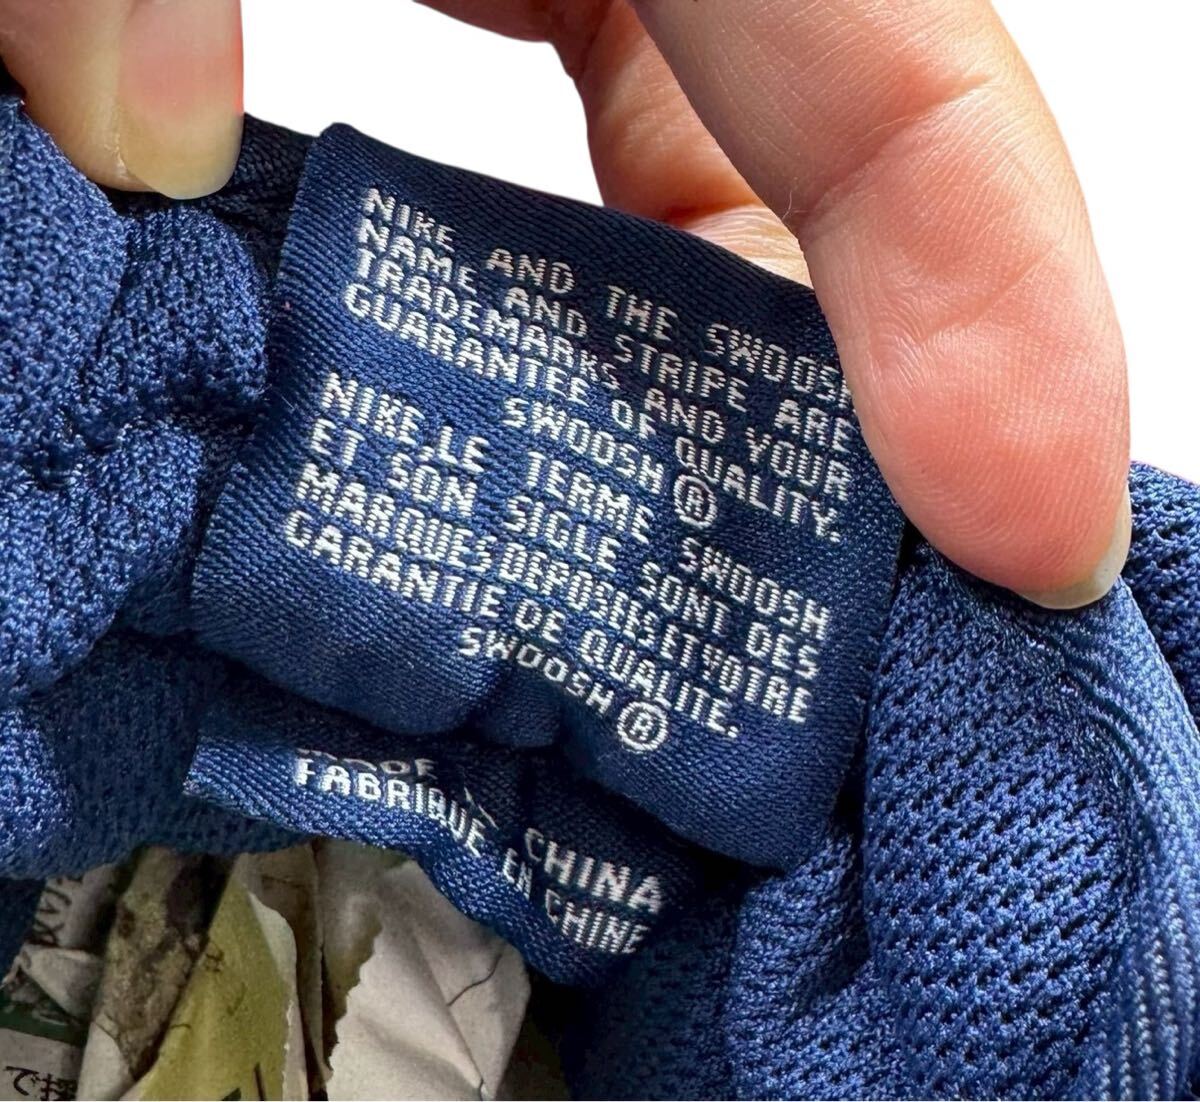 NIKE AND THE SWOOSH
NAME AND STRIPE ARE
TRADEMARKS AND YOUR
GUARANTEE OF QUALITY.
SWOOSH ®
NIKE,LE TERME SWOOSH
ET SON SIGLE SONT DES
MARQUES DEPOSEES ET VOTRE
GARANTIE DE QUALITE.
SWOOSH ®
CHINA
FABRIQUE EN CHINE